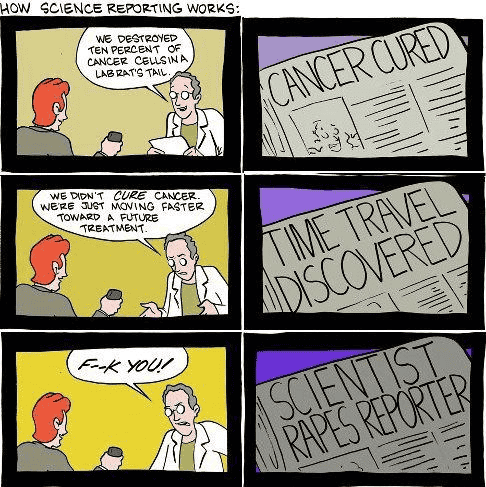 HOW SCIENCE REPORTING WORKS:
WE DESTROYED
TEN PERCENT OF
CANCER CELLS IN A
LAB RAT'S TAIL.
CANCER CURED
WE DIDN'T CURE CANCER.
WE'RE JUST MOVING FASTER
TOWARD A FUTURE
TREATMENT.
TIME TRAVEL
DISCOVERED
F--K YOU!
SCIENTIST
RAPES REPORTER